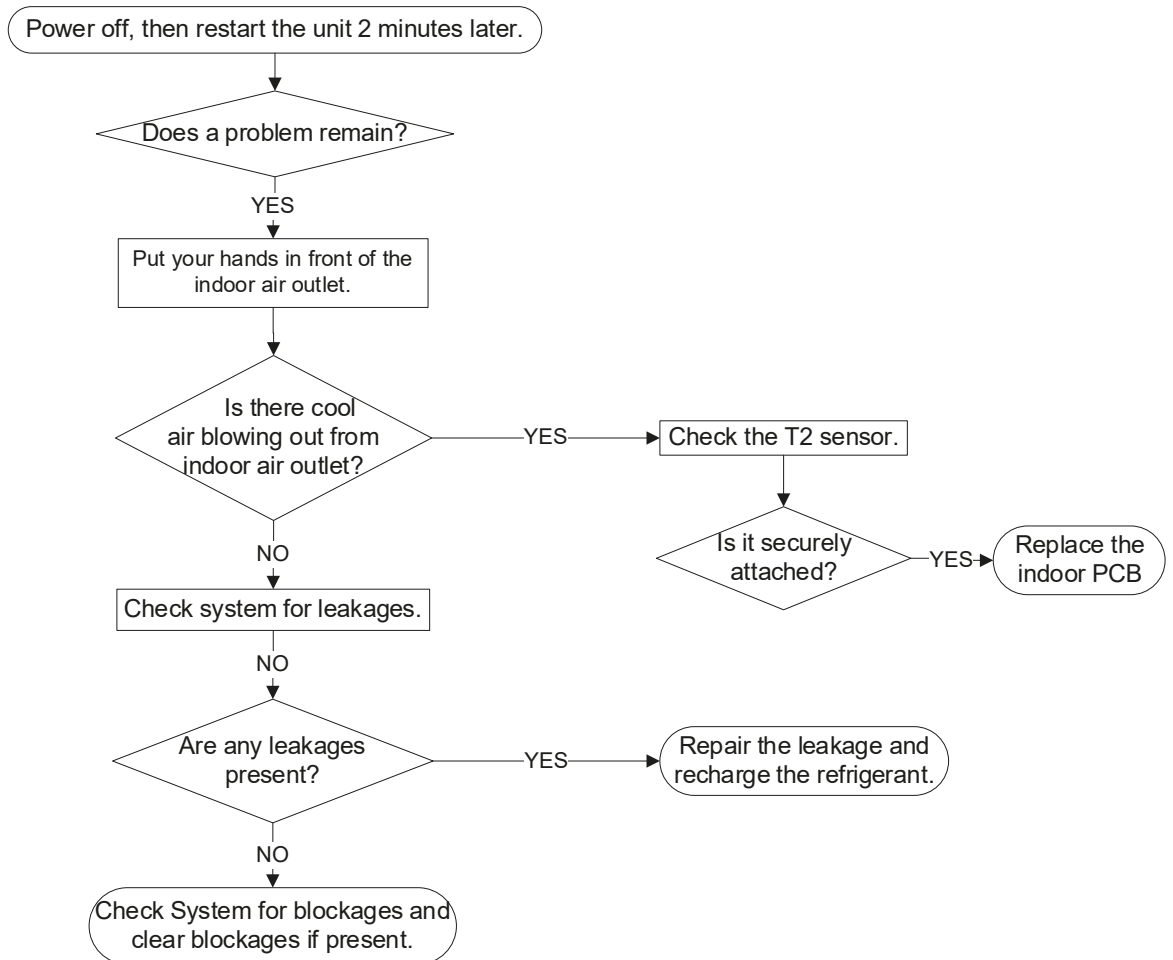 Power off, then restart the unit 2 minutes later.
Does a problem remain?
YES
Put your hands in front of the
indoor air outlet.
Is there cool
air blowing out from
indoor air outlet?
YES
Check the T2 sensor.
Is it securely
attached?
YES
Replace the
indoor PCB
NO
Check system for leakages.
NO
Are any leakages
present?
YES
Repair the leakage and
recharge the refrigerant.
NO
Check System for blockages and
clear blockages if present.